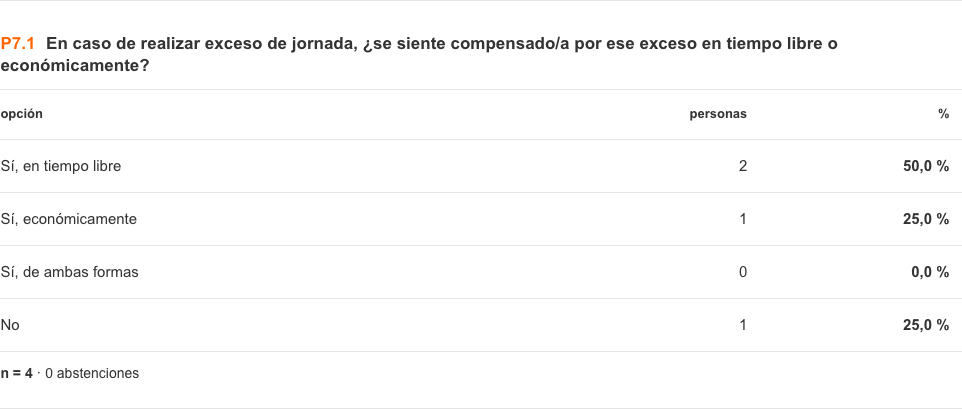 P7.1 En caso de realizar exceso de jornada, ¿se siente compensado/a por ese exceso en tiempo libre o
económicamente?
opción personas %
Sí, en tiempo libre 2 50,0 %
Sí, económicamente 1 25,0 %
Sí, de ambas formas 0 0,0 %
No 1 25,0 %
n = 4 · 0 abstenciones